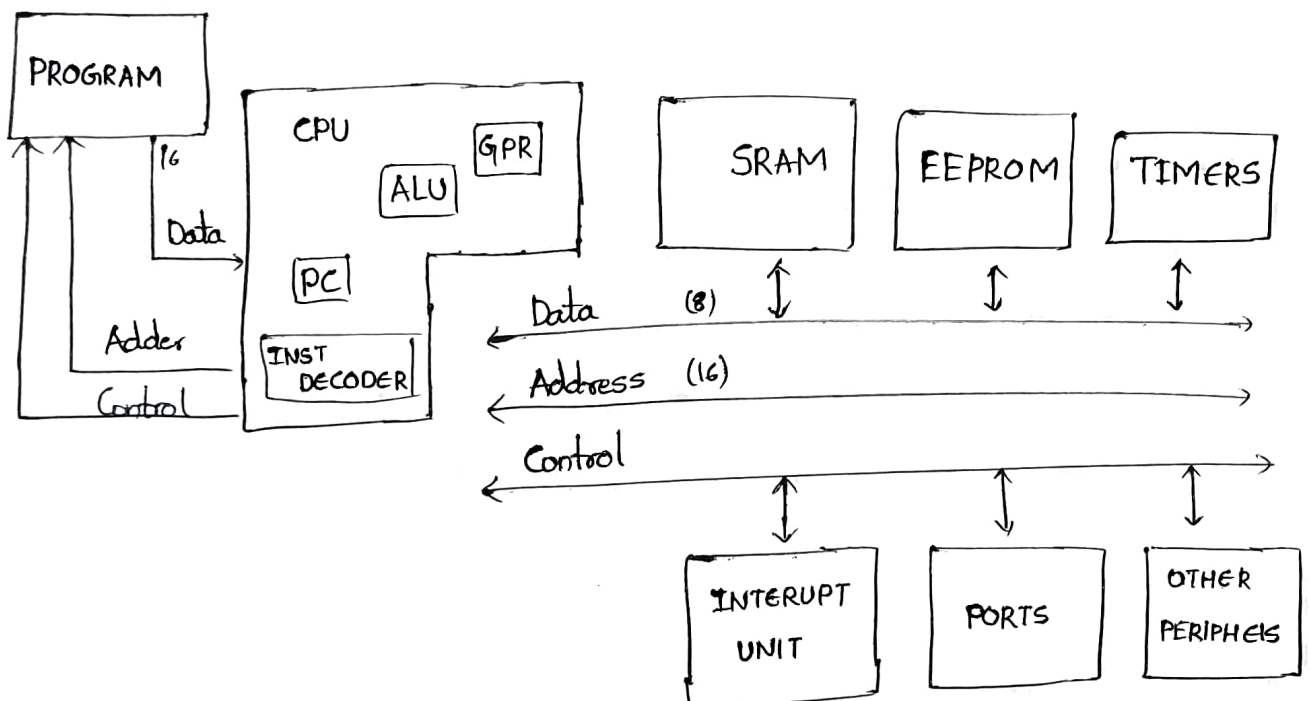 PROGRAM
CPU
GPR
ALU
SRAM
EEPROM
TIMERS
16
Data
PC
Data (8)
Adder
INST
DECODER
Address (16)
Control
Control
INTERUPT
UNIT
PORTS
OTHER
PERIPHEIS